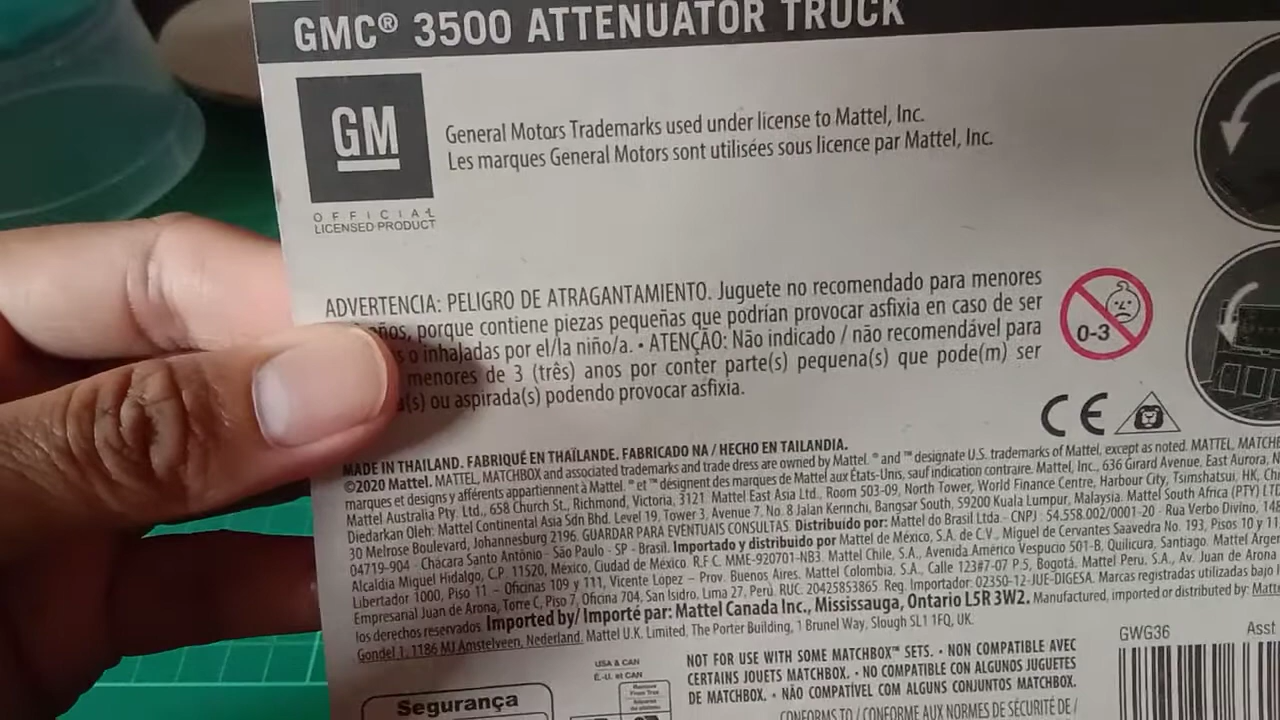 GMC® 3500 ATTENUATOR TRUCK
GM
OFFICIAL
LICENSED PRODUCT
General Motors Trademarks used under license to Mattel, Inc.
Les marques General Motors sont utilisées sous licence par Mattel, Inc.
ADVERTENCIA: PELIGRO DE ATRAGANTAMIENTO. Juguete no recomendado para menores
años, porque contiene piezas pequeñas que podrían provocar asfixia en caso de ser
o inhaladas por el/la niño/a. • ATENÇÃO: Não indicado / não recomendável para
menores de 3 (três) anos por conter parte(s) pequena(s) que pode(m) ser
ou aspirada(s) podendo provocar asfixia.
0-3
CE
MADE IN THAILAND. FABRIQUÉ EN THAÏLANDE. FABRICADO NA / HECHO EN TAILANDIA.
©2020 Mattel. MATTEL, MATCHBOX and associated trademarks and trade dress are owned by Mattel. ® and ™ designate U.S. trademarks of Mattel, except as noted. MATTEL,
marques et designs y afférents appartiennent à Mattel. ® et ™ désignent des marques de Mattel aux États-Unis, sauf indication contraire. Mattel, Inc., 636 Girard Avenue, East Aurora,
Mattel Australia Pty. Ltd., 658 Church St., Richmond, Victoria, 3121. Mattel East Asia Ltd., Room 503-09, North Tower, World Finance Centre, Harbour City, Tsimshatsui, HK,
Diedarkan Oleh: Mattel Continental Asia Sdn Bhd. Level 19, Tower 3, Avenue 7. No. 8 Jalan Kerinchi, Bangsar South, 59200 Kuala Lumpur, Malaysia. Mattel South Africa (PTY)
30 Melrose Boulevard, Johannesburg 2196. GUARDAR PARA EVENTUAIS CONSULTAS. Distribuído por: Mattel do Brasil Ltda. - CNPJ : 54.558.002/0001-20 - Rua Verbo Divino,
04719-904 - Chácara Santo Antônio - São Paulo - SP - Brasil. Importado y distribuido por Mattel de México, S.A. de C.V., Miguel de Cervantes Saavedra No. 193, Pisos 10 y 11
Alcaldía Miguel Hidalgo, C.P. 11520, México, Ciudad de México. R.F.C. MME-920701-NB3. Mattel Chile, S.A., Avenida Américo Vespucio 501-B, Quilicura, Santiago. Mattel
Libertador 1000, Piso 11 – Oficinas 109 y 111, Vicente López – Prov. Buenos Aires. Mattel Colombia, S.A., Calle 123#7-07 P.5, Bogotá. Mattel Peru, S.A., Av. Juan de Arona
Empresarial Juan de Arona, Torre C, Piso 7, Oficina 704, San Isidro, Lima 27, Perú. RUC. 20425853865. Reg. Importador: 02350-12-JUE-DIGESA. Marcas registradas utilizadas bajo
los derechos reservados. Imported by/ Importé par: Mattel Canada Inc., Mississauga, Ontario L5R 3W2. Manufactured, imported or distributed by:
Gondel 1, 1186 MJ Amstelveen, Nederland. Mattel U.K. Limited, The Porter Building, 1 Brunel Way, Slough SL1 1FQ, UK.
GWG36 Asst
USA & CAN
É.-U. et CAN
Segurança
NOT FOR USE WITH SOME MATCHBOX™ SETS. • NON COMPATIBLE AVEC
CERTAINS JOUETS MATCHBOX. • NO COMPATIBLE CON ALGUNOS JUGUETES
DE MATCHBOX. • NÃO COMPATÍVEL COM ALGUNS CONJUNTOS MATCHBOX.
CONFORMS TO / CONFORME AUX NORMES DE SÉCURITÉ DE /